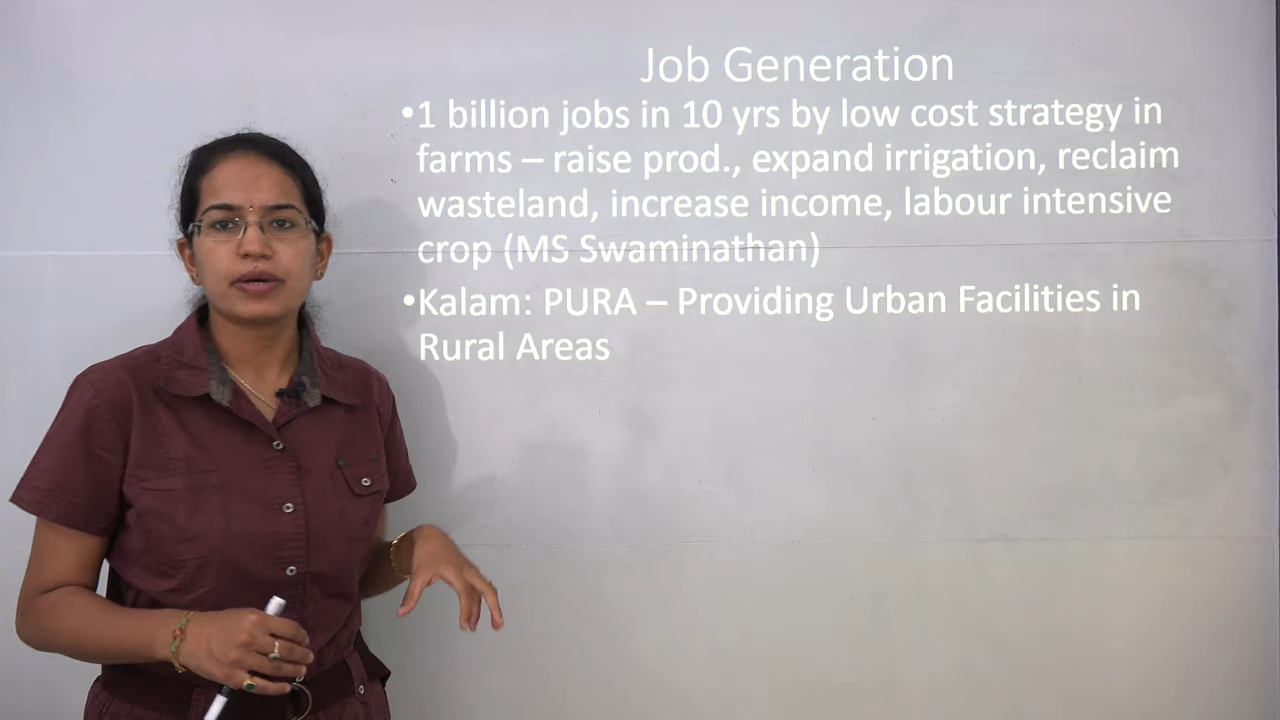 Job Generation
•1 billion jobs in 10 yrs by low cost strategy in
farms – raise prod., expand irrigation, reclaim
wasteland, increase income, labour intensive
crop (MS Swaminathan)
•Kalam: PURA – Providing Urban Facilities in
Rural Areas